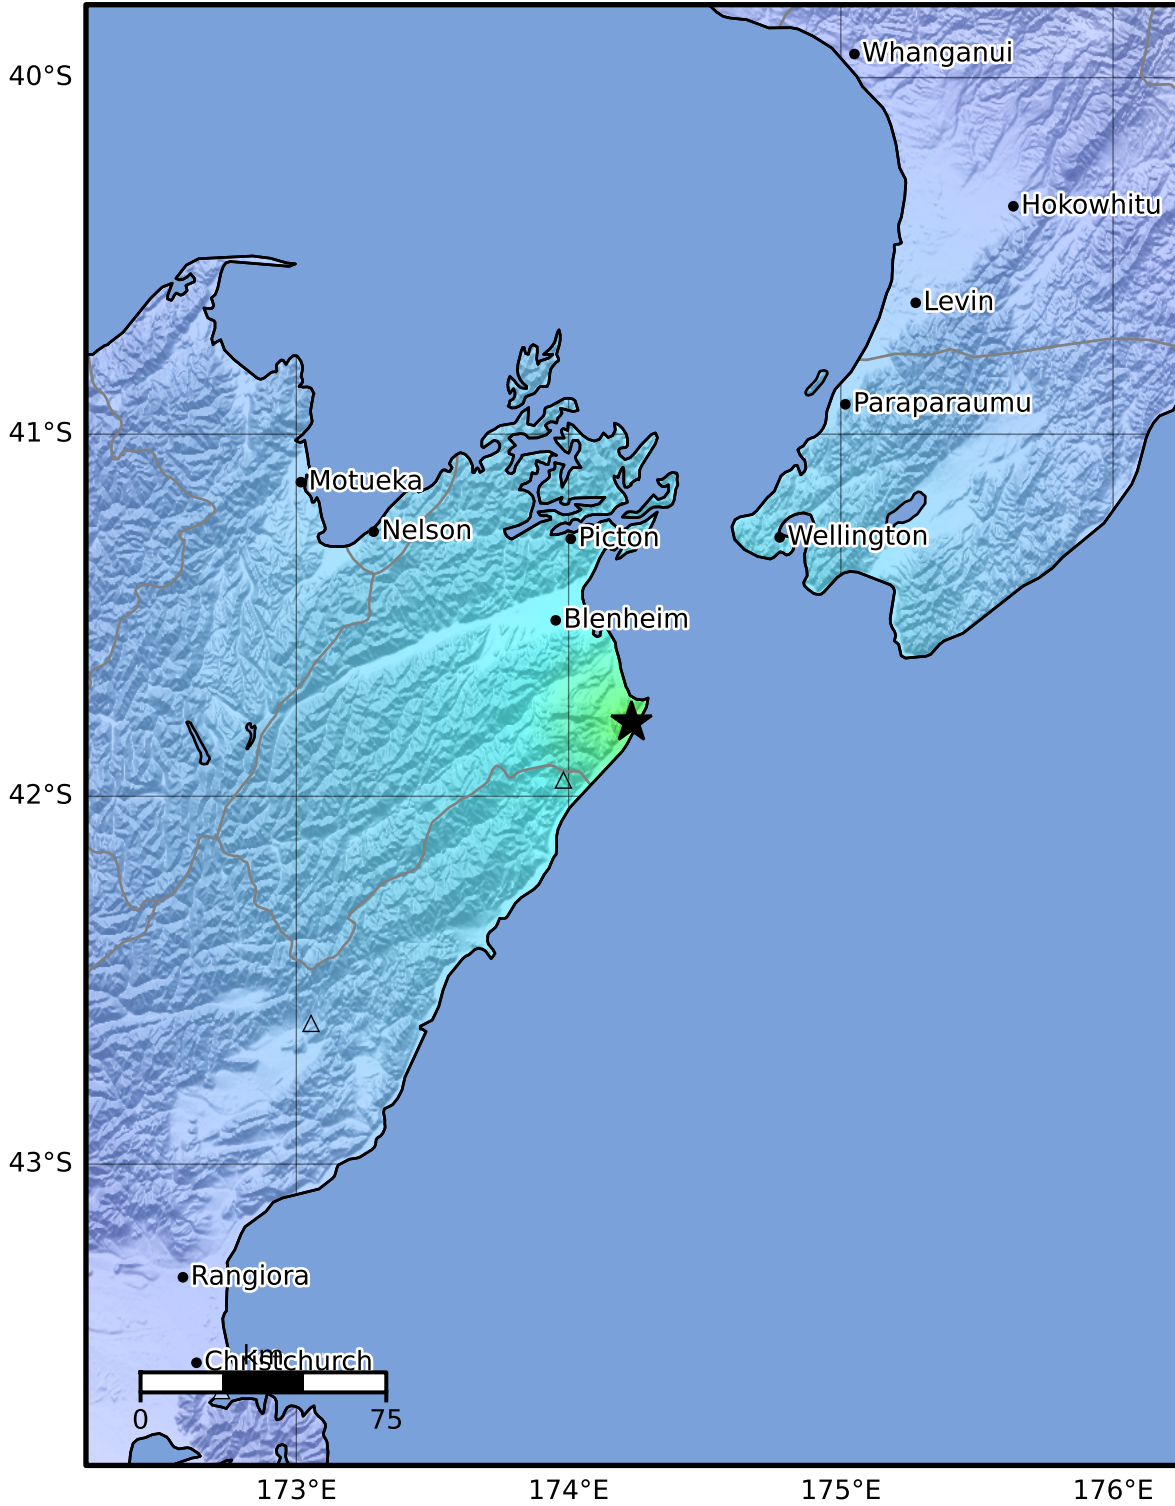 Whanganui
40°S
Hokowhitu
Levin
Paraparaumu
41°S
Motueka
Nelson
Picton
Wellington
Blenheim
42°S
43°S
Rangiora
km
Christchurch
0
75
173°E
174°E
175°E
176°E